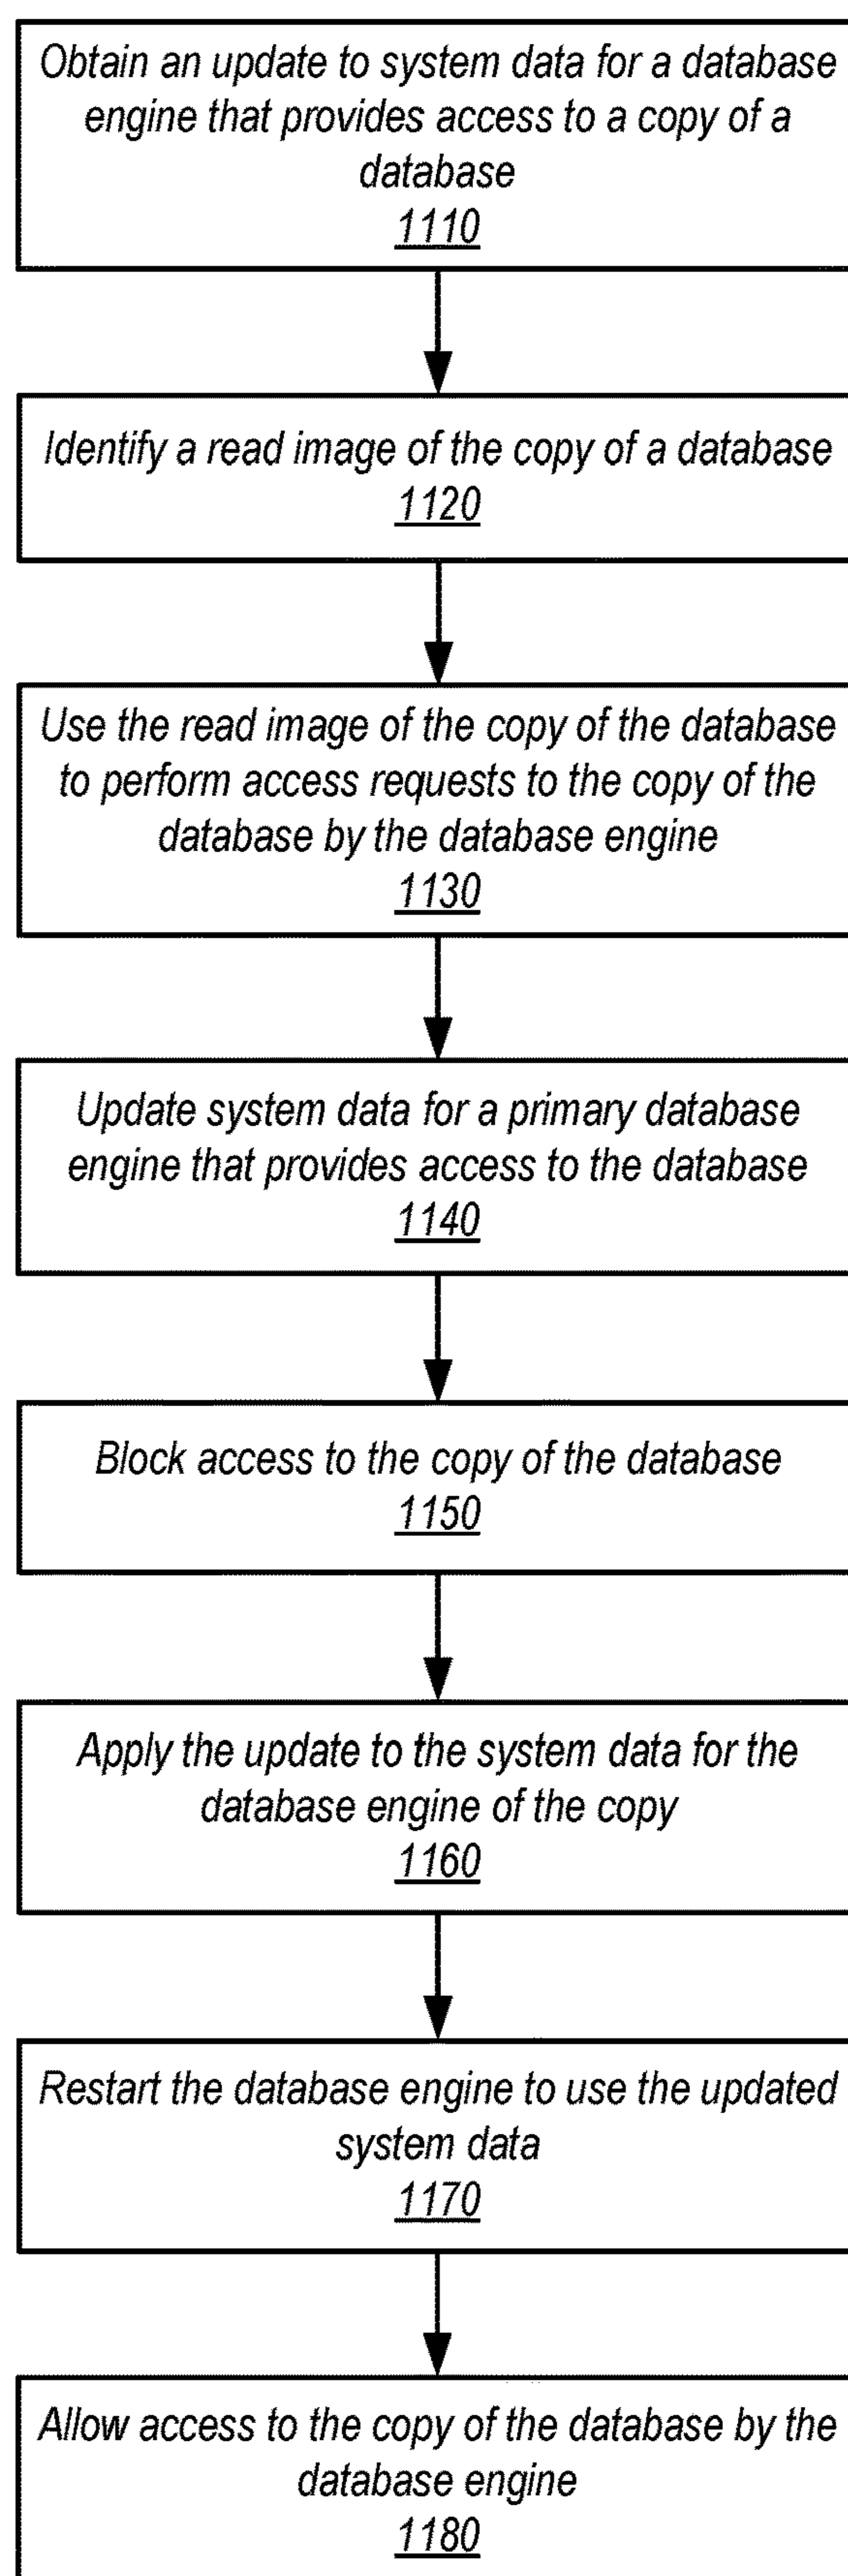 Obtain an update to system data for a database
engine that provides access to a copy of a
database
1110
Identify a read image of the copy of a database
1120
Use the read image of the copy of the database
to perform access requests to the copy of the
database by the database engine
1130
Update system data for a primary database
engine that provides access to the database
1140
Block access to the copy of the database
1150
Apply the update to the system data for the
database engine of the copy
1160
Restart the database engine to use the updated
system data
1170
Allow access to the copy of the database by the
database engine
1180